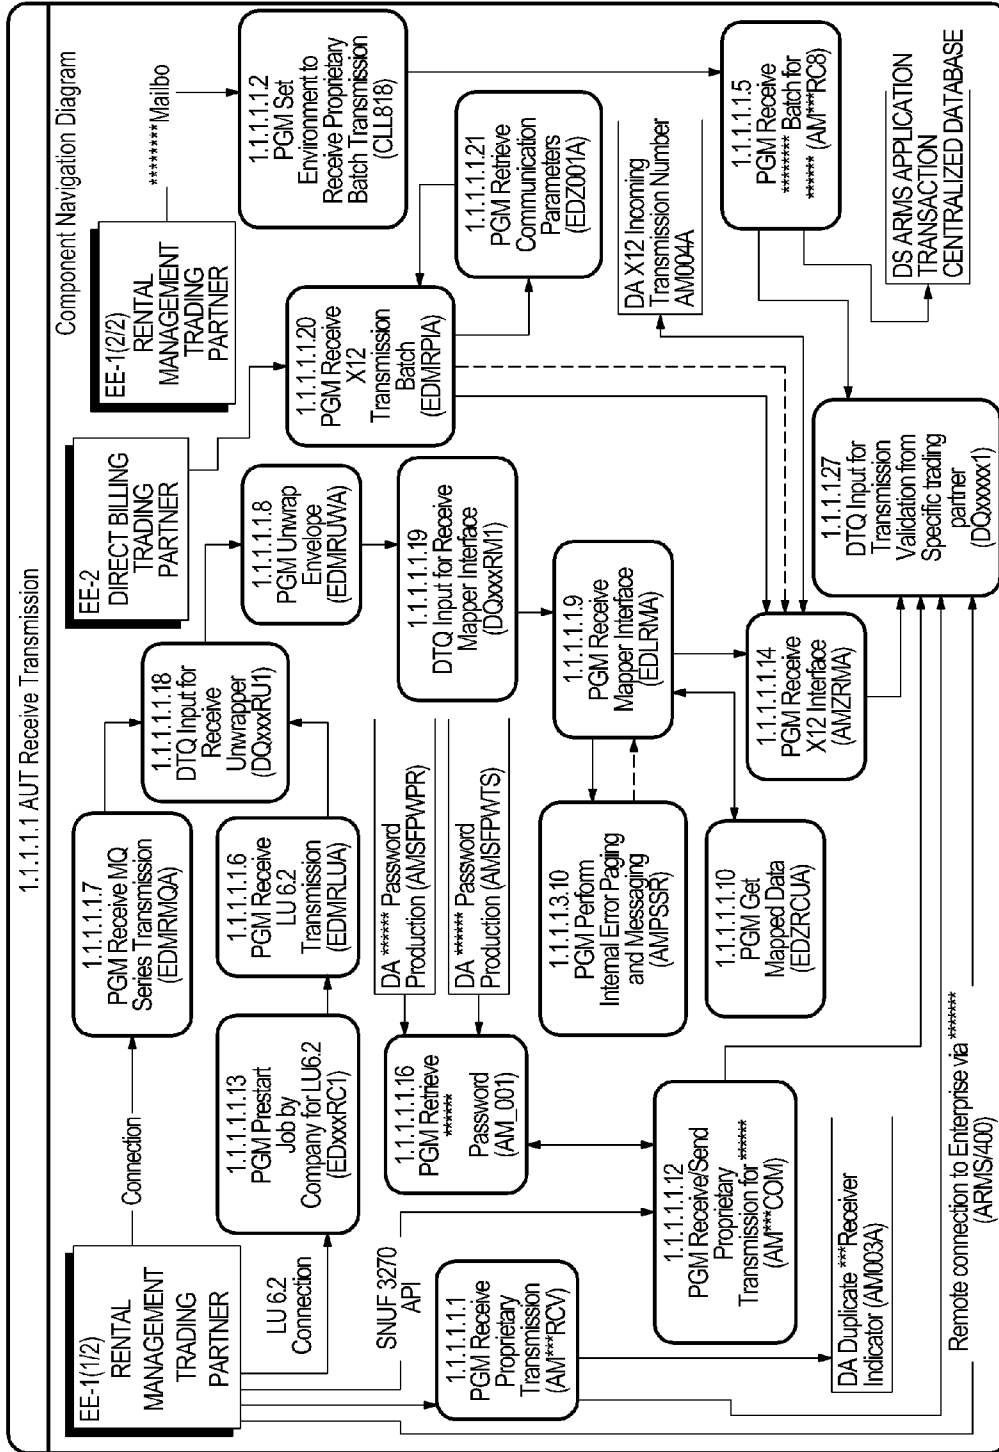 1.1.1.1.1 AUT Receive Transmission
Component Navigation Diagram
EE-1(1/2)
RENTAL
MANAGEMENT
TRADING
PARTNER
Connection
1.1.1.1.1.7
PGM Receive MQ
Series Transmission
(EDMRMQA)
1.1.1.1.1.18
DTQ Input for
Receive
Unwrapper
(DQxxxRU1)
EE-2
DIRECT BILLING
TRADING
PARTNER
EE-1(2/2)
RENTAL
MANAGEMENT
TRADING
PARTNER
********Mailbo
LU 6.2
Connection
1.1.1.1.1.13
PGM Prestart
Job by
Company for LU6.2
(EDxxxRC1)
1.1.1.1.1.6
PGM Receive
LU 6.2
Transmission
(EDMRLUA)
1.1.1.1.1.8
PGM Unwrap
Envelope
(EDMRUWA)
1.1.1.1.1.20
PGM Receive
X12
Transmission
Batch
(EDMRPIA)
1.1.1.1.1.2
PGM Set
Environment to
Receive Proprietary
Batch Transmission
(CLL818)
SNUF 3270
API
1.1.1.1.1.16
PGM Retrieve
******
Password
(AM_001)
DA ****** Password
Production (AMSFPWPR)
DA ****** Password
Production (AMSFPWTS)
1.1.1.1.1.19
DTQ Input for Receive
Mapper Interface
(DQxxxRM1)
1.1.1.1.1.21
PGM Retrieve
Communication
Parameters
(EDZ001A)
1.1.1.1.1.1
PGM Receive
Proprietary
Transmission
(AM***RCV)
1.1.1.1.3.10
PGM Perform
Internal Error Paging
and Messaging
(AMPSSR)
1.1.1.1.1.9
PGM Receive
Mapper Interface
(EDLRMA)
DA X12 Incoming
Transmission Number
AM004A
1.1.1.1.1.12
PGM Receive/Send
Proprietary
Transmission for ******
(AM***COM)
1.1.1.1.1.10
PGM Get
Mapped Data
(EDZRCUA)
1.1.1.1.1.14
PGM Receive
X12 Interface
(AMZRMA)
1.1.1.1.1.5
PGM Receive
******** Batch for
****** (AM***RC8)
DA Duplicate ***Receiver
Indicator (AM003A)
1.1.1.1.27
DTQ Input for
Transmission
Validation from
Specific trading
partner
(DQxxxxx1)
DS ARMS APPLICATION
TRANSACTION
CENTRALIZED DATABASE
Remote connection to Enterprise via *******
(ARMS/400)